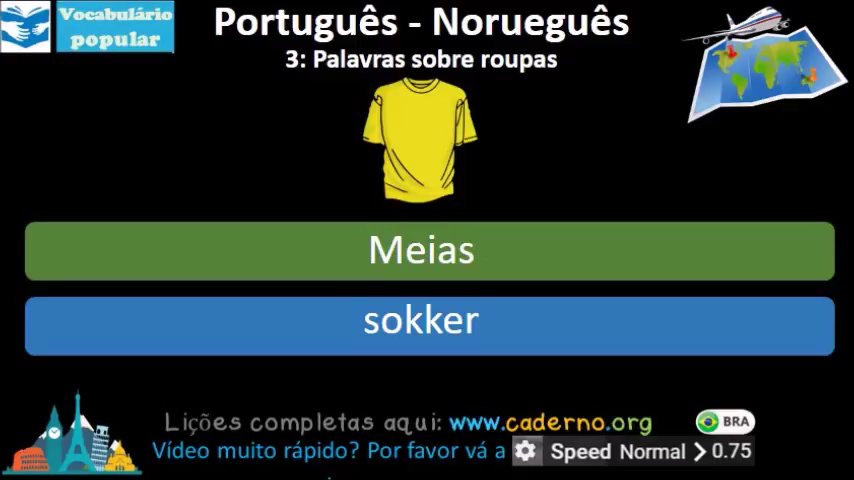 Vocabulário
popular
Português - Norueguês
3: Palavras sobre roupas
Meias
sokker
Lições completas aqui: www.caderno.org
BRA
Vídeo muito rápido? Por favor vá a
Speed Normal > 0.75